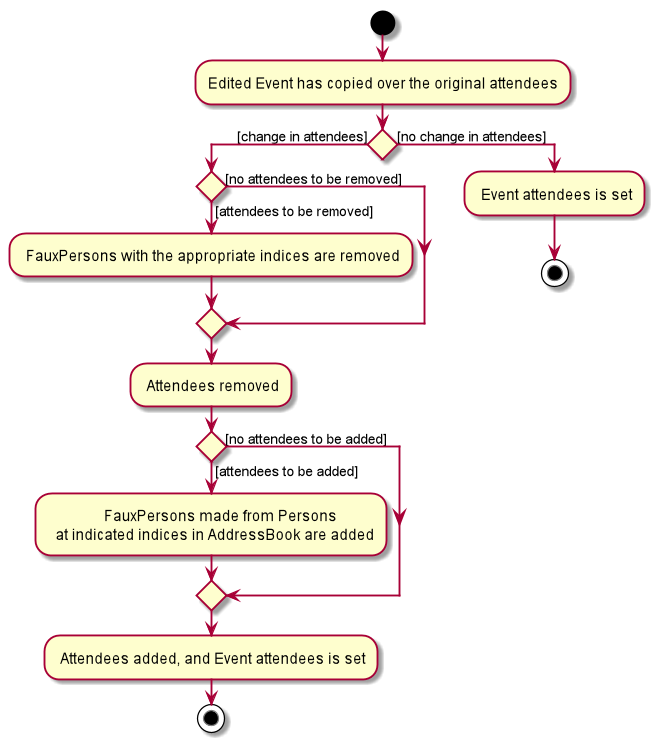 Edited Event has copied over the original attendees
[change in attendees]
[no change in attendees]
[no attendees to be removed]
Event attendees is set
[attendees to be removed]
FauxPersons with the appropriate indices are removed
Attendees removed
[no attendees to be added]
[attendees to be added]
FauxPersons made from Persons
at indicated indices in AddressBook are added
Attendees added, and Event attendees is set